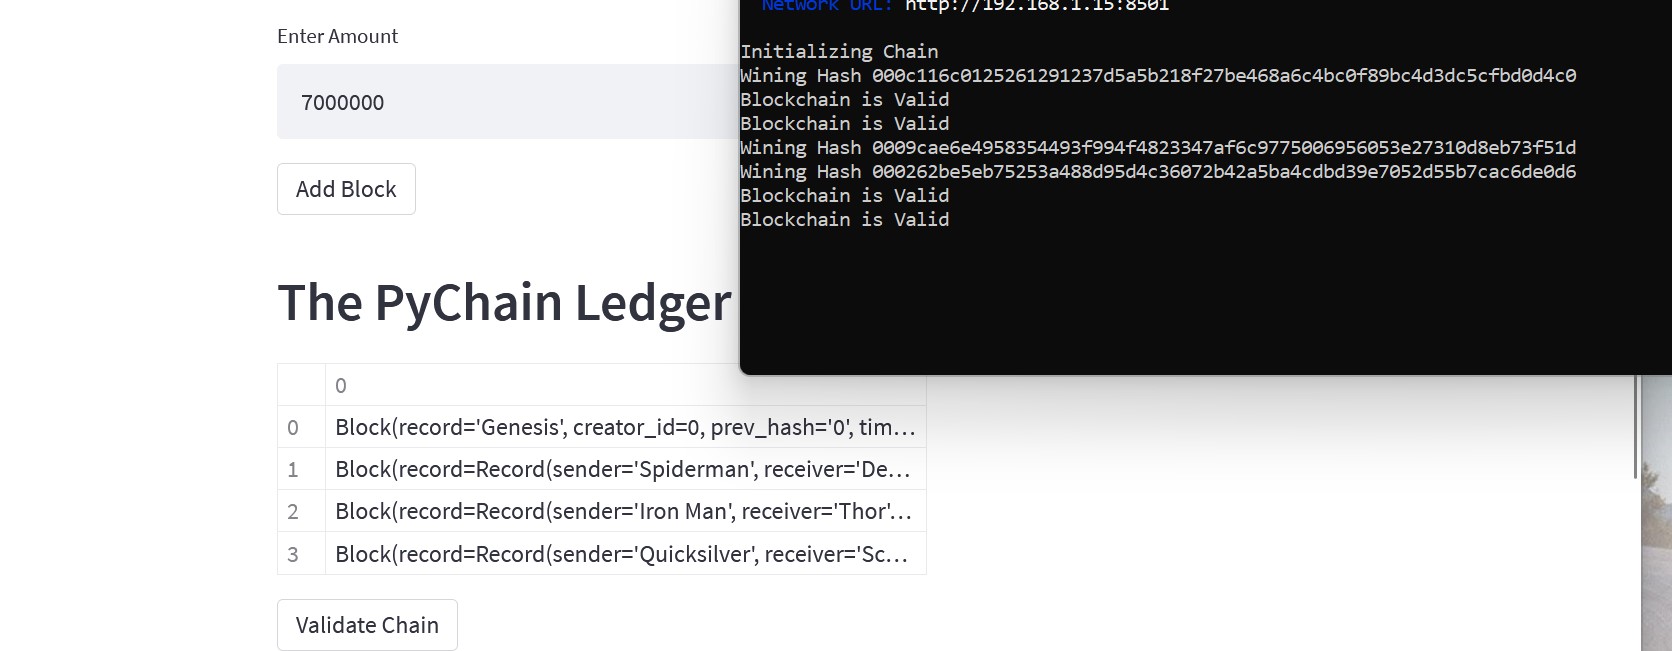 Network URL: http://192.168.1.15:8501
Enter Amount
7000000
Add Block
Initializing Chain
Wining Hash 000c116c0125261291237d5a5b218f27be468a6c4bc0f89bc4d3dc5cfbd0d4c0
Blockchain is Valid
Blockchain is Valid
Wining Hash 0009cae6e4958354493f994f4823347af6c9775006956053e27310d8eb73f51d
Wining Hash 000262be5eb75253a488d95d4c36072b42a5ba4cdbd39e7052d55b7cac6de0d6
Blockchain is Valid
Blockchain is Valid
The PyChain Ledger
0
0 Block(record='Genesis', creator_id=0, prev_hash='0', tim…
1 Block(record=Record(sender='Spiderman', receiver='De…
2 Block(record=Record(sender='Iron Man', receiver='Thor'…
3 Block(record=Record(sender='Quicksilver', receiver='Sc…
Validate Chain